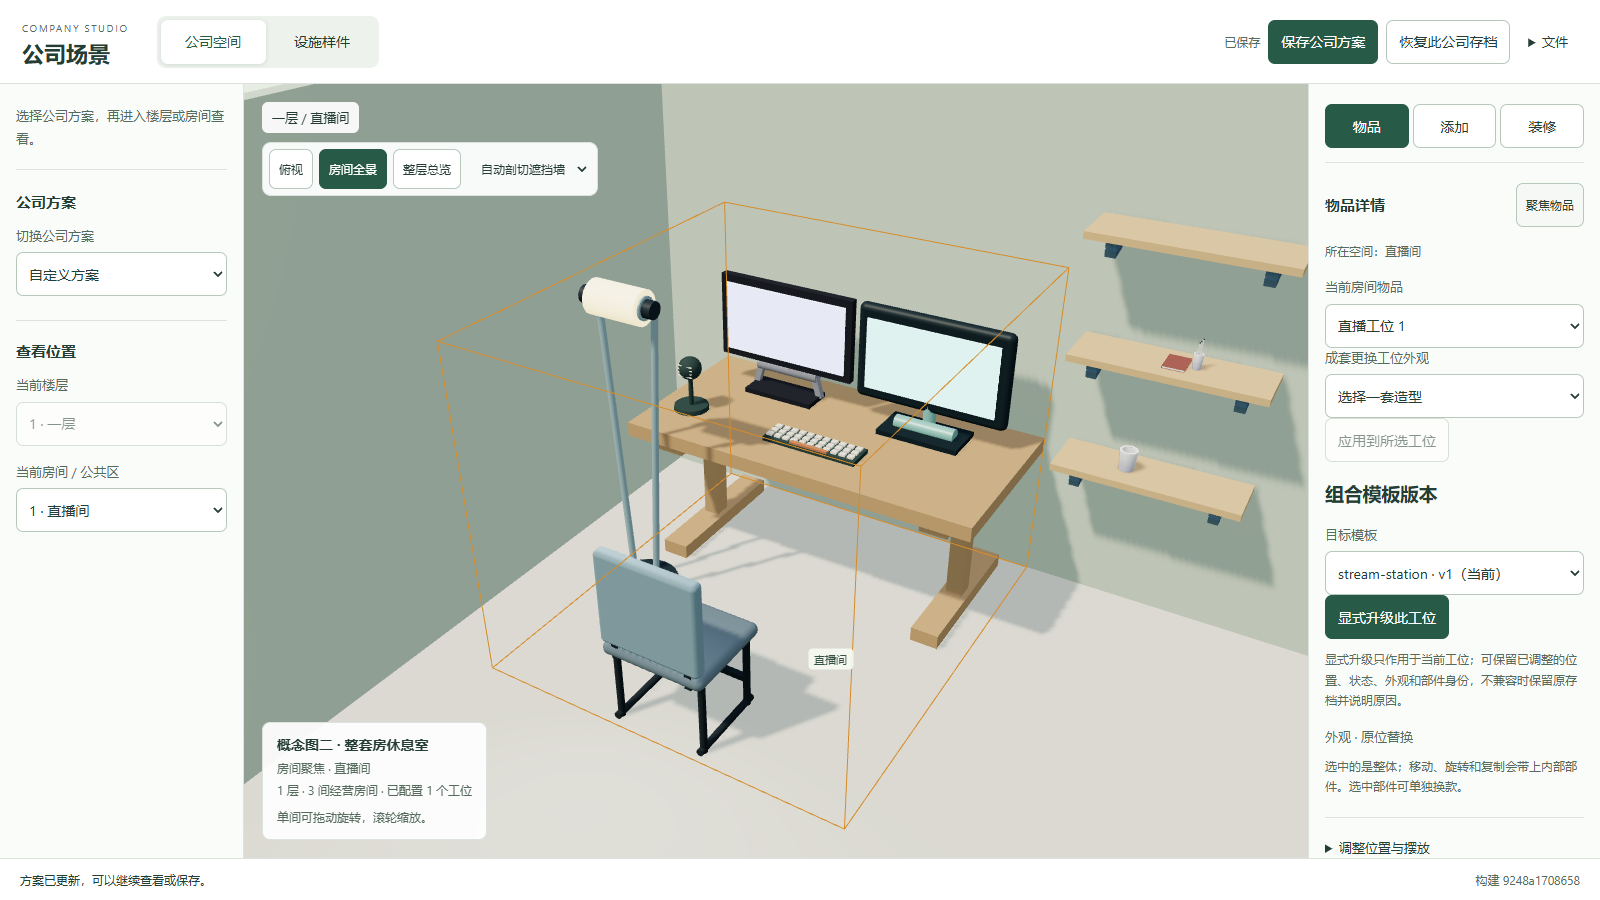 COMPANY STUDIO
公司场景
公司空间
设施样件
已保存
保存公司方案
恢复此公司存档
文件
选择公司方案，再进入楼层或房间查
看。
公司方案
切换公司方案
自定义方案
查看位置
当前楼层
1 · 一层
当前房间 / 公共区
1 · 直播间
一层 / 直播间
俯视
房间全景
整层总览
自动剖切遮挡墙
直播间
概念图二 · 整套房休息室
房间聚焦 · 直播间
1 层 · 3 间经营房间 · 已配置 1 个工位
单间可拖动旋转，滚轮缩放。
物品
添加
装修
物品详情
聚焦物品
所在空间：直播间
当前房间物品
直播工位 1
成套更换工位外观
选择一套造型
应用到所选工位
组合模板版本
目标模板
stream-station · v1（当前）
显式升级此工位
显式升级只作用于当前工位；可保留已调整的位
置、状态、外观和部件身份，不兼容时保留原存
档并说明原因。
外观 · 原位替换
选中的是整体；移动、旋转和复制会带上内部部
件。选中部件可单独换款。
调整位置与摆放
方案已更新，可以继续查看或保存。
构建 9248a1708658